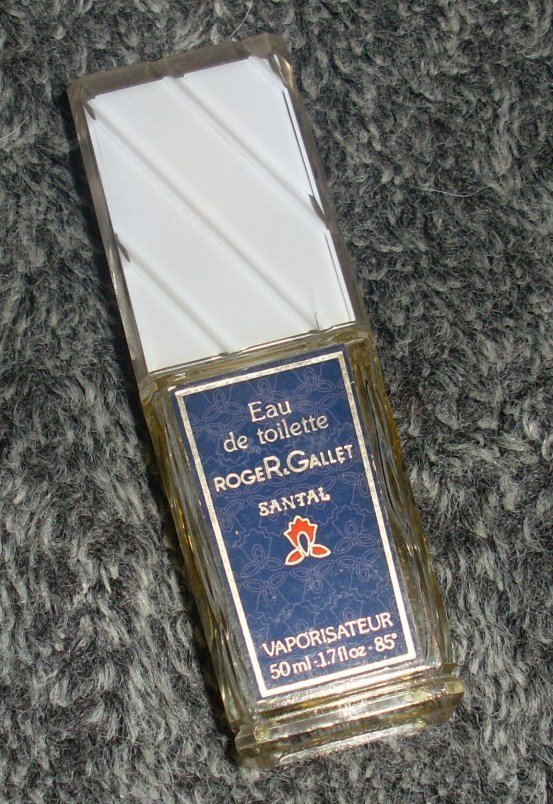 Eau
de toilette
ROGER&GALLET
SANTAL
VAPORISATEUR
50 ml-1.7 fl oz - 85°